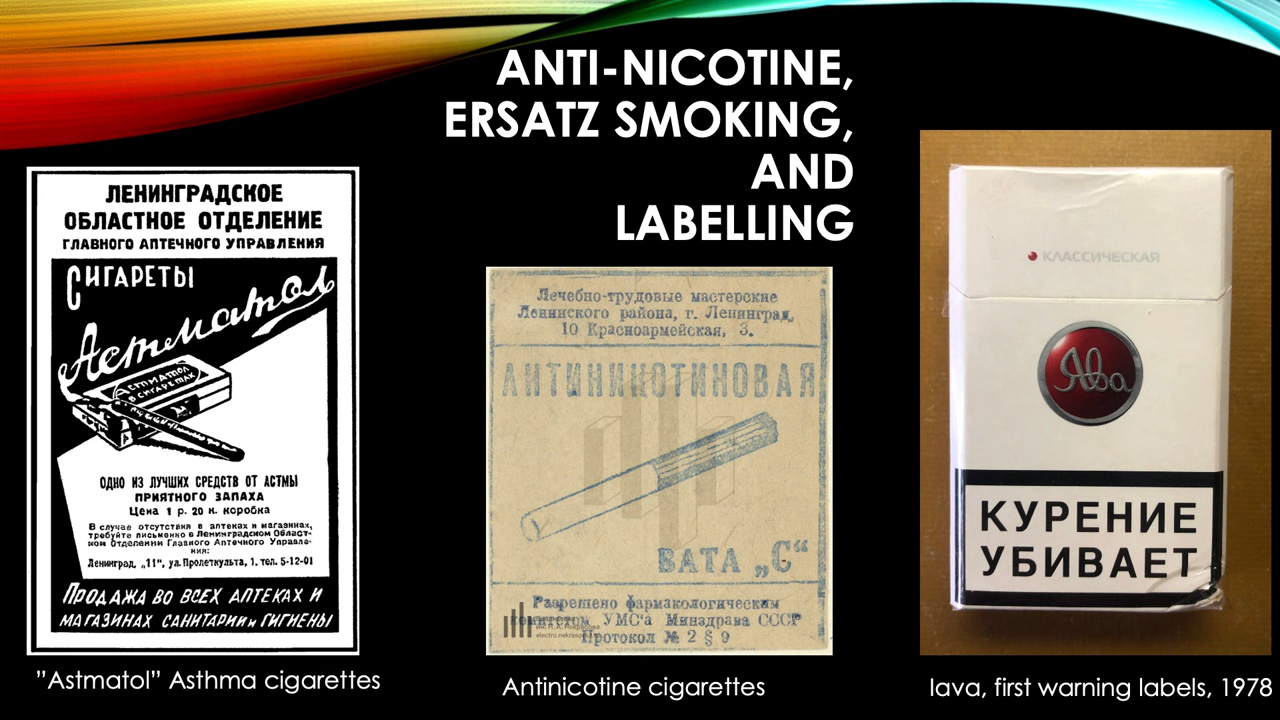 ANTI-NICOTINE,
ERSATZ SMOKING,
AND
LABELLING
ЛЕНИНГРАДСКОЕ
ОБЛАСТНОЕ ОТДЕЛЕНИЕ
ГЛАВНОГО АПТЕЧНОГО УПРАВЛЕНИЯ
СИГАРЕТЫ
Астматол
АСТМАТОЛ
В СИГАРЕТАХ
ОДНО ИЗ ЛУЧШИХ СРЕДСТВ ОТ АСТМЫ
ПРИЯТНОГО ЗАПАХА
Цена 1 р. 20 к. коробка
В случае отсутствия в аптеках и магазинах,
требуйте письменно в Ленинградском Област-
ном Отделении Главного Аптечного Управле-
ния:
Ленинград, „11“, ул. Пролеткульта, 1. тел. 5-12-01
ПРОДАЖА ВО ВСЕХ АПТЕКАХ И
МАГАЗИНАХ САНИТАРИИ и ГИГИЕНЫ
”Astmatol” Asthma cigarettes
Лечебно-трудовые мастерские
Ленинского района, г. Ленинград,
10 Красноармейская, 3.
АНТИНИКОТИНОВАЯ
ВАТА „С“
Разрешено фармакологическим
комитетом УМС'а Минздрава СССР
Протокол № 2 § 9
Antinicotine cigarettes
КЛАССИЧЕСКАЯ
Ява
КУРЕНИЕ
УБИВАЕТ
Iava, first warning labels, 1978